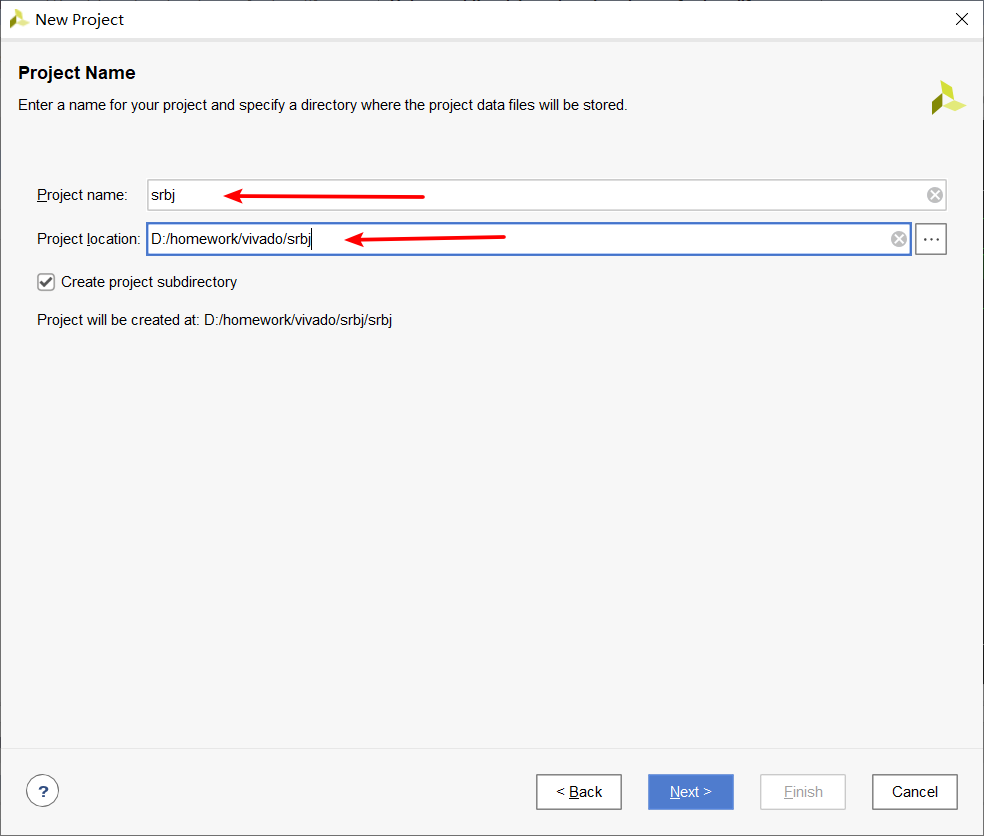 New Project
Project Name
Enter a name for your project and specify a directory where the project data files will be stored.
Project name: srbj
Project location: D:/homework/vivado/srbj ...
Create project subdirectory
Project will be created at: D:/homework/vivado/srbj/srbj
? < Back Next > Finish Cancel